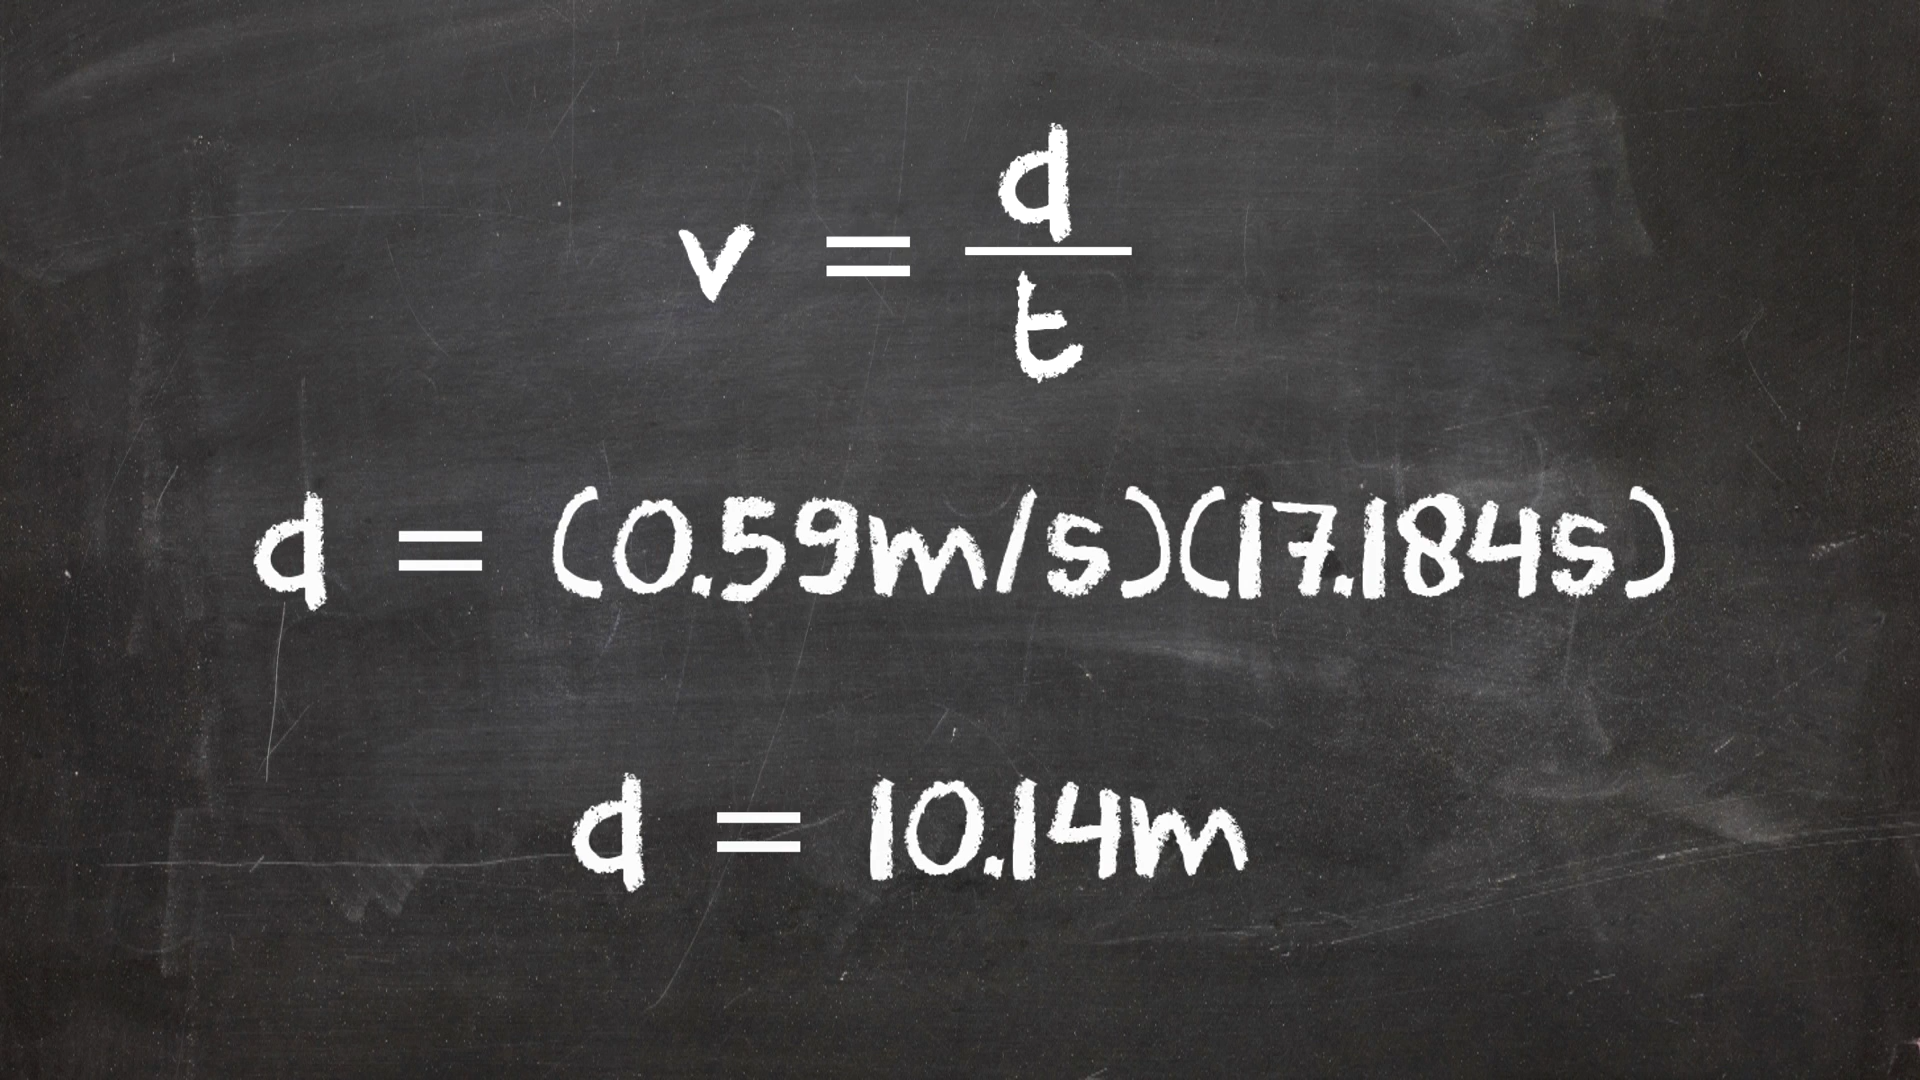 v = d/t
d = (0.59m/s)(17.184s)
d = 10.14m